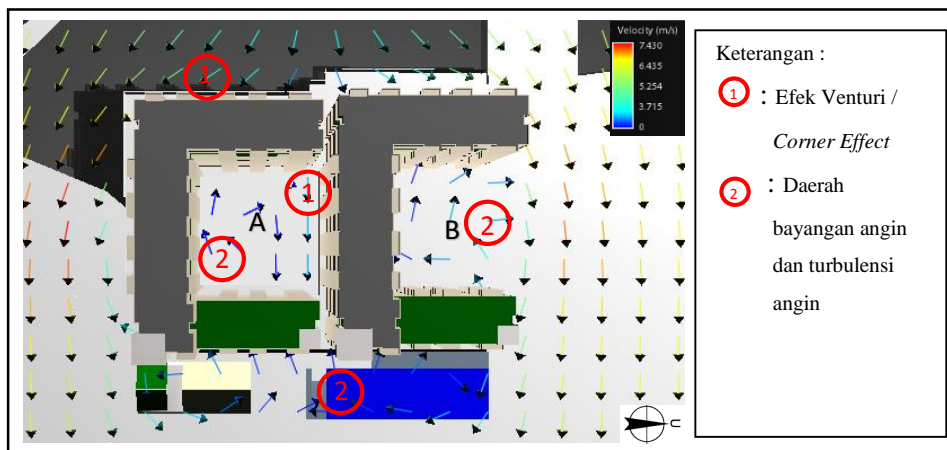 Velocity (m/s)
7.430
6.435
5.254
3.715
0
1
1
A
2
B
2
2
Keterangan :
1 : Efek Venturi /
Corner Effect
2 : Daerah
bayangan angin
dan turbulensi
angin